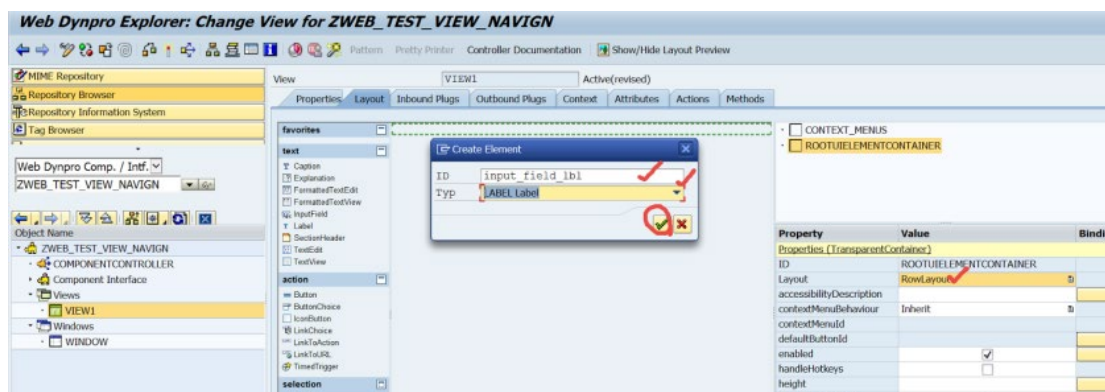 Web Dynpro Explorer: Change View for ZWEB_TEST_VIEW_NAVIGN
Pattern Pretty Printer Controller Documentation Show/Hide Layout Preview
MIME Repository
Repository Browser
Repository Information System
Tag Browser
Web Dynpro Comp. / Intf.
ZWEB_TEST_VIEW_NAVIGN
Object Name
ZWEB_TEST_VIEW_NAVIGN
COMPONENTCONTROLLER
Component Interface
Views
VIEW1
Windows
WINDOW
View VIEW1 Active(revised)
Properties Layout Inbound Plugs Outbound Plugs Context Attributes Actions Methods
favorites
text
Caption
Explanation
FormattedTextEdit
FormattedTextView
InputField
Label
SectionHeader
TextEdit
TextView
action
Button
ButtonChoice
IconButton
LinkChoice
LinkToAction
LinkToURL
TimedTrigger
selection
Create Element
ID input_field_lbl
Typ LABEL Label
CONTEXT_MENUS
ROOTUIELEMENTCONTAINER
Property Value Bindi
Properties (TransparentContainer)
ID ROOTUIELEMENTCONTAINER
Layout RowLayout
accessibilityDescription
contextMenuBehaviour Inherit
contextMenuId
defaultButtonId
enabled
handleHotkeys
height